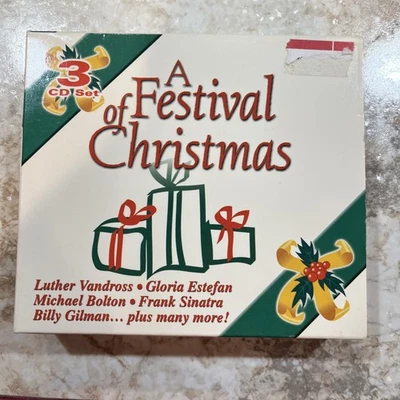 3
CD Set
A
Festival
of
Christmas
Luther Vandross • Gloria Estefan
Michael Bolton • Frank Sinatra
Billy Gilman... plus many more!